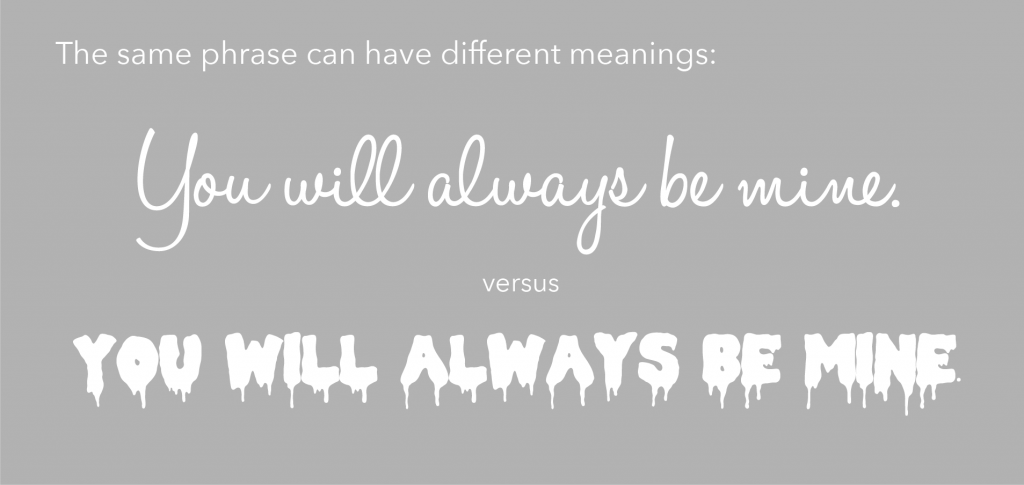 The same phrase can have different meanings:
You will always be mine.
versus
YOU WILL ALWAYS BE MINE.